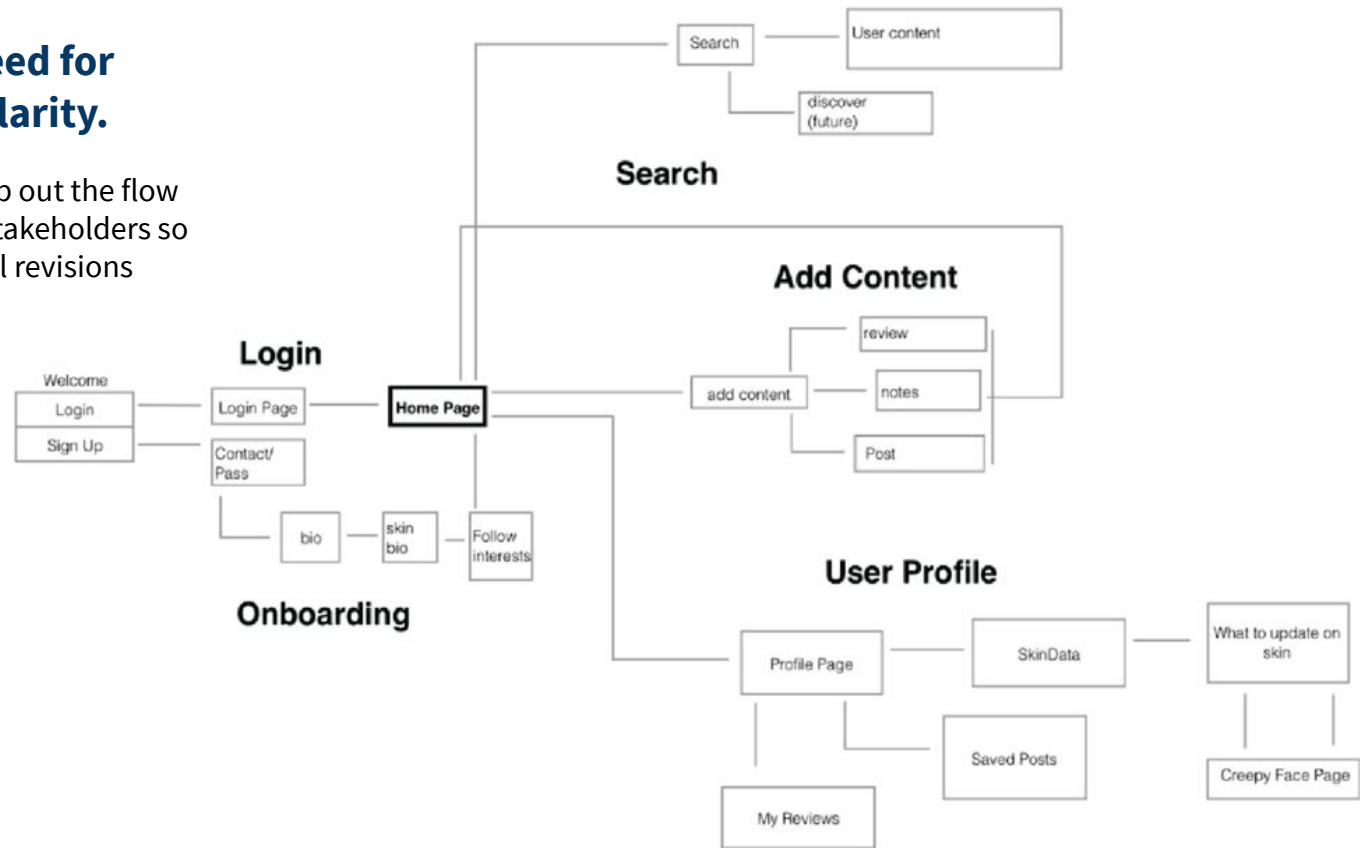 eed for
larity.
p out the flow
takeholders so
l revisions
Search
User content
discover
(future)
Search
Add Content
review
add content
notes
Post
Login
Welcome
Login
Login Page
Home Page
Sign Up
Contact/
Pass
bio
skin
bio
Follow
interests
Onboarding
User Profile
Profile Page
SkinData
What to update on
skin
Saved Posts
Creepy Face Page
My Reviews